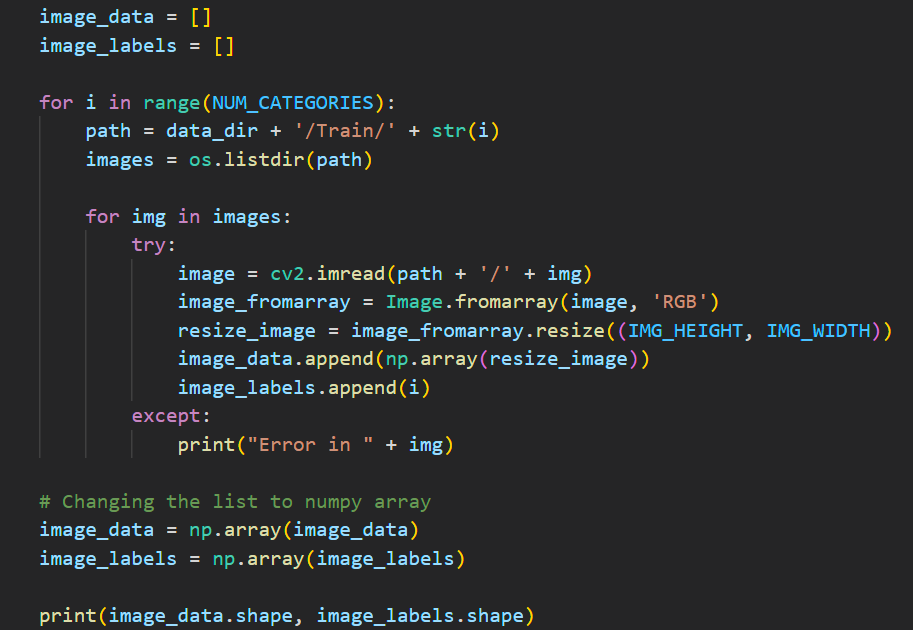 image_data = []
image_labels = []

for i in range(NUM_CATEGORIES):
    path = data_dir + '/Train/' + str(i)
    images = os.listdir(path)

    for img in images:
        try:
            image = cv2.imread(path + '/' + img)
            image_fromarray = Image.fromarray(image, 'RGB')
            resize_image = image_fromarray.resize((IMG_HEIGHT, IMG_WIDTH))
            image_data.append(np.array(resize_image))
            image_labels.append(i)
        except:
            print("Error in " + img)

# Changing the list to numpy array
image_data = np.array(image_data)
image_labels = np.array(image_labels)

print(image_data.shape, image_labels.shape)